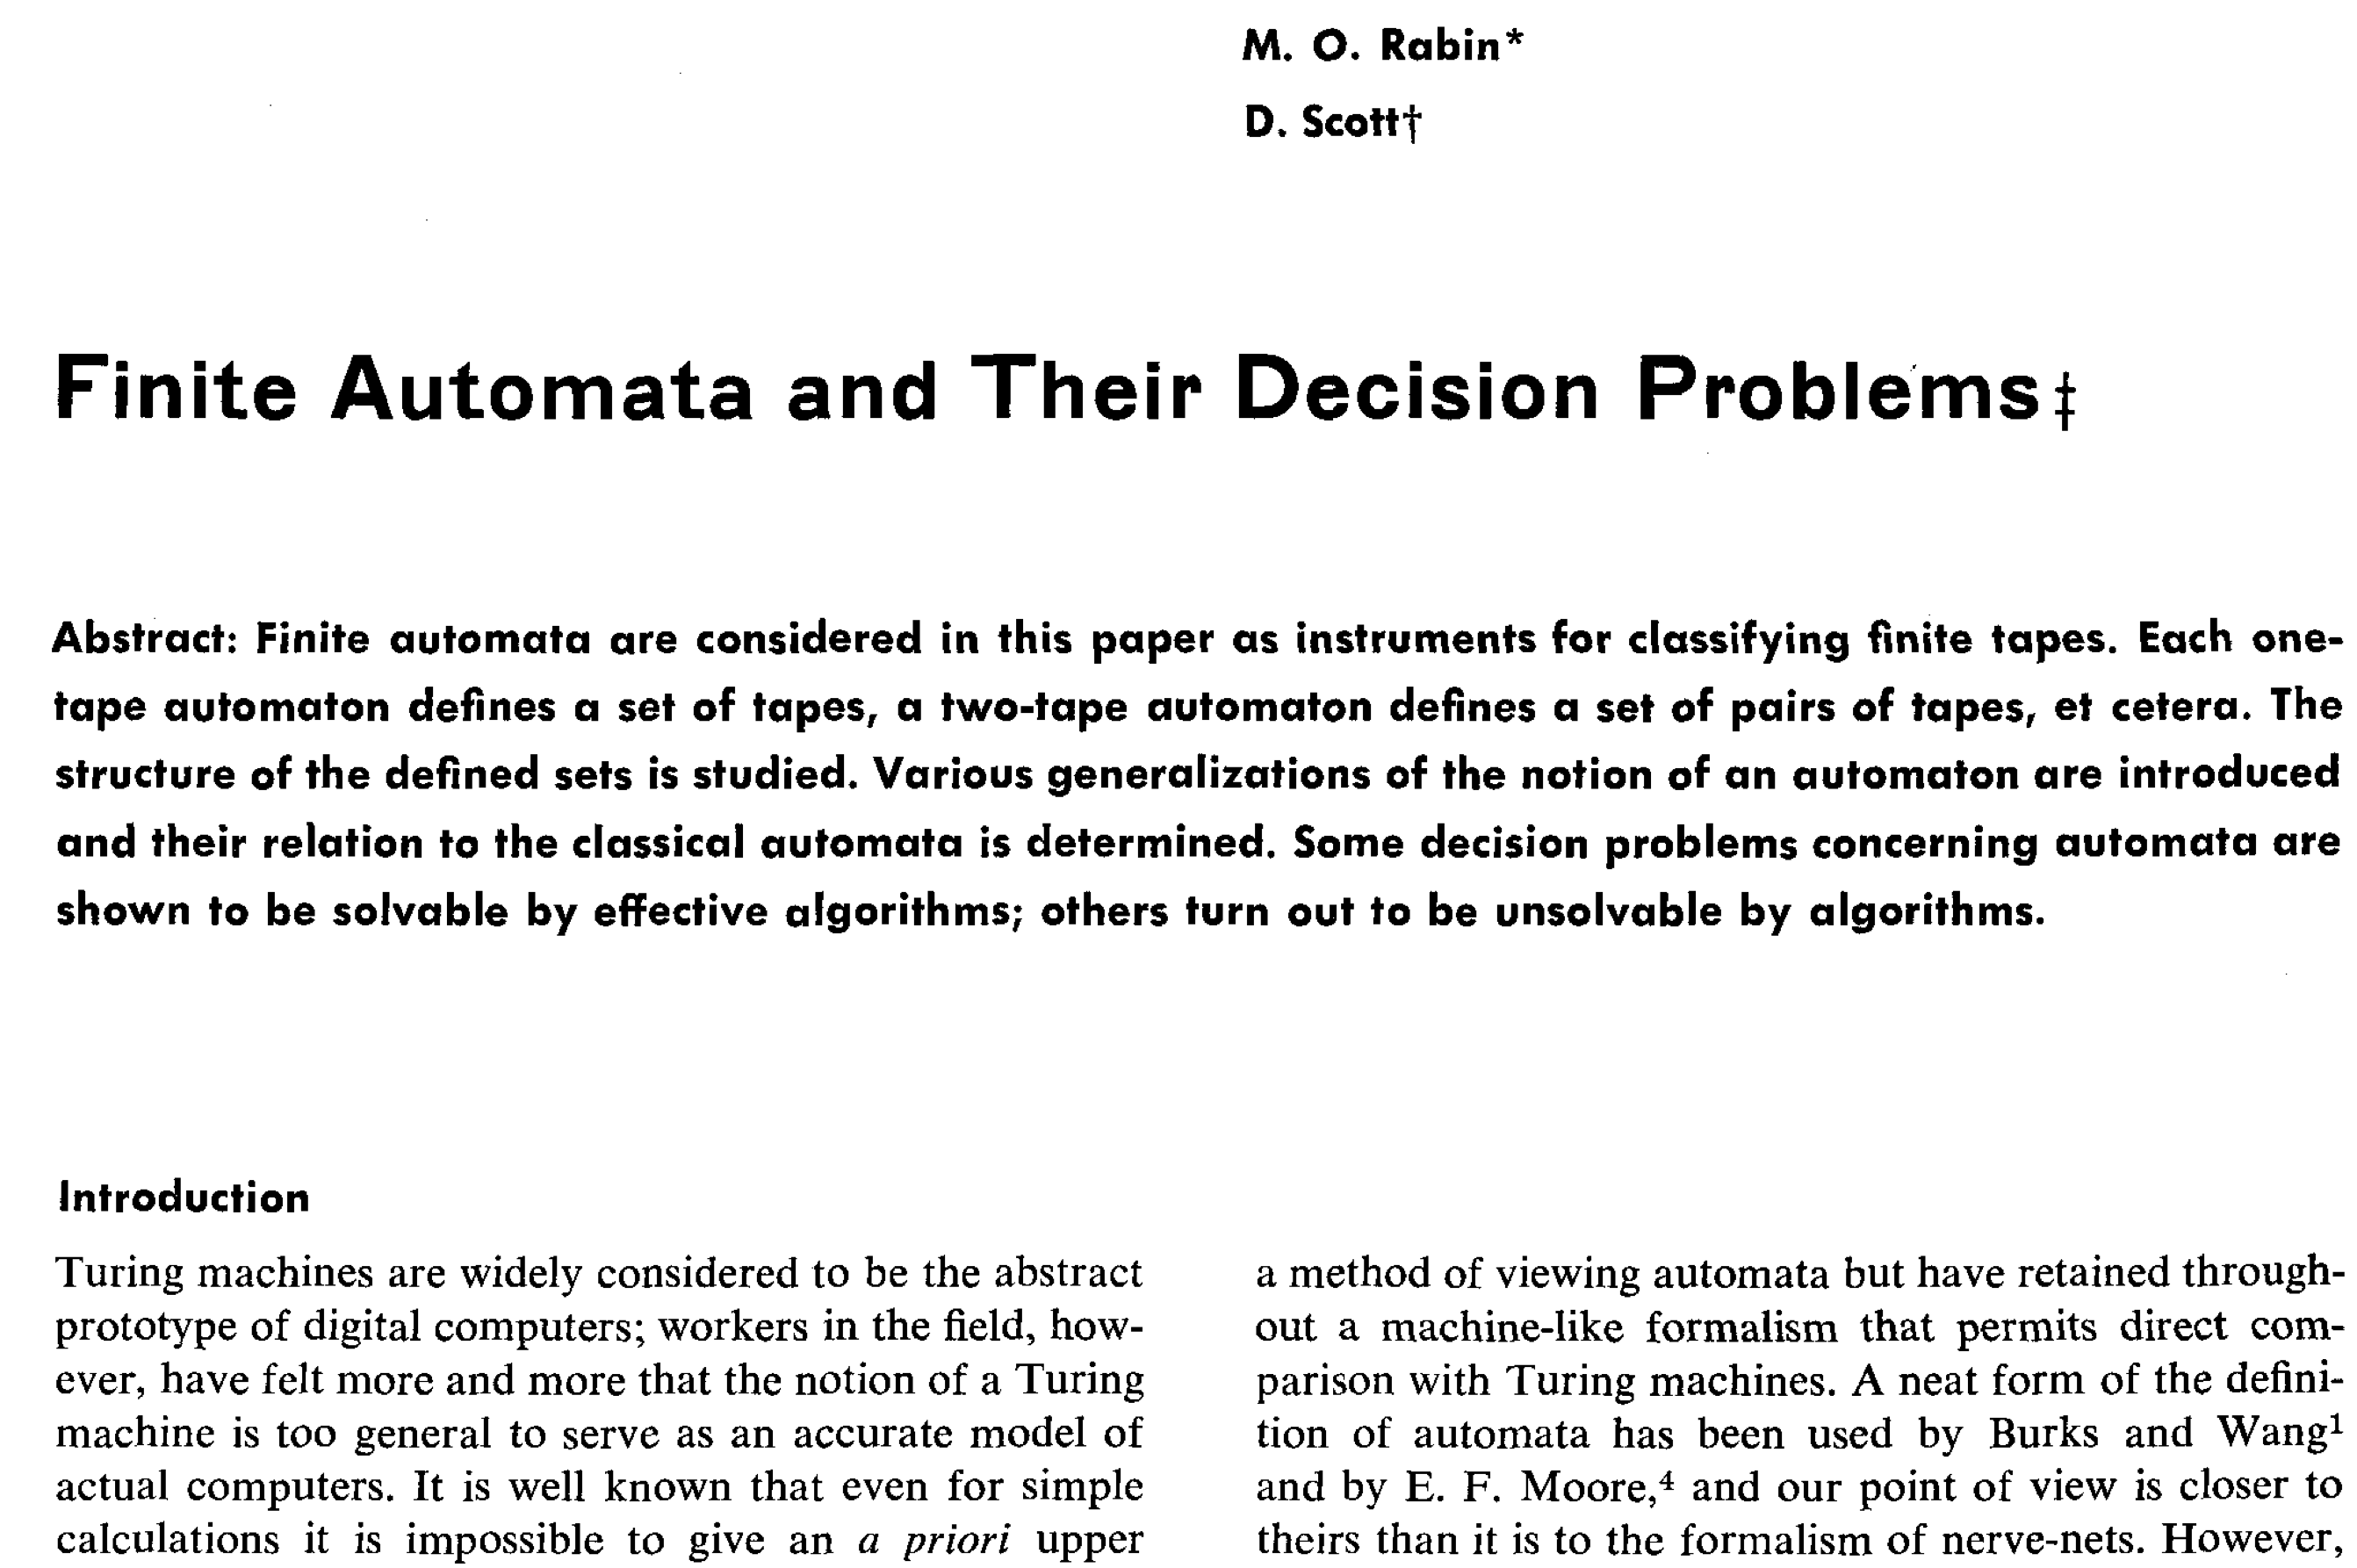 M. O. Rabin*
D. Scott†
Finite Automata and Their Decision Problems‡
Abstract: Finite automata are considered in this paper as instruments for classifying finite tapes. Each one-
tape automaton defines a set of tapes, a two-tape automaton defines a set of pairs of tapes, et cetera. The
structure of the defined sets is studied. Various generalizations of the notion of an automaton are introduced
and their relation to the classical automata is determined. Some decision problems concerning automata are
shown to be solvable by effective algorithms; others turn out to be unsolvable by algorithms.
Introduction
Turing machines are widely considered to be the abstract
prototype of digital computers; workers in the field, how-
ever, have felt more and more that the notion of a Turing
machine is too general to serve as an accurate model of
actual computers. It is well known that even for simple
calculations it is impossible to give an a priori upper
a method of viewing automata but have retained through-
out a machine-like formalism that permits direct com-
parison with Turing machines. A neat form of the defini-
tion of automata has been used by Burks and Wang¹
and by E. F. Moore,⁴ and our point of view is closer to
theirs than it is to the formalism of nerve-nets. However,